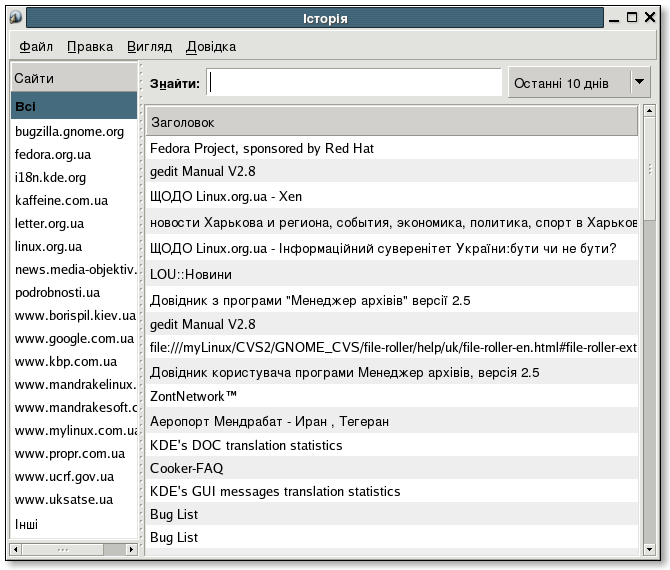 Історія
Файл Правка Вигляд Довідка
Сайти
Всі
bugzilla.gnome.org
fedora.org.ua
i18n.kde.org
kaffeine.com.ua
letter.org.ua
linux.org.ua
news.media-objektiv.
podrobnosti.ua
www.borispil.kiev.ua
www.google.com.ua
www.kbp.com.ua
www.mandrakelinux.
www.mandrakesoft.c
www.mylinux.com.ua
www.propr.com.ua
www.ucrf.gov.ua
www.uksatse.ua
Інші
Знайти:
Останні 10 днів
Заголовок
Fedora Project, sponsored by Red Hat
gedit Manual V2.8
ЩОДО Linux.org.ua - Xen
новости Харькова и региона, события, экономика, политика, спорт в Харьков
ЩОДО Linux.org.ua - Інформаційний суверенітет України:бути чи не бути?
LOU::Новини
Довідник з програми "Менеджер архівів" версії 2.5
gedit Manual V2.8
file:///myLinux/CVS2/GNOME_CVS/file-roller/help/uk/file-roller-en.html#file-roller-ext
Довідник користувача програми Менеджер архівів, версія 2.5
ZontNetwork™
Аеропорт Мендрабат - Иран , Тегеран
KDE's DOC translation statistics
Cooker-FAQ
KDE's GUI messages translation statistics
Bug List
Bug List